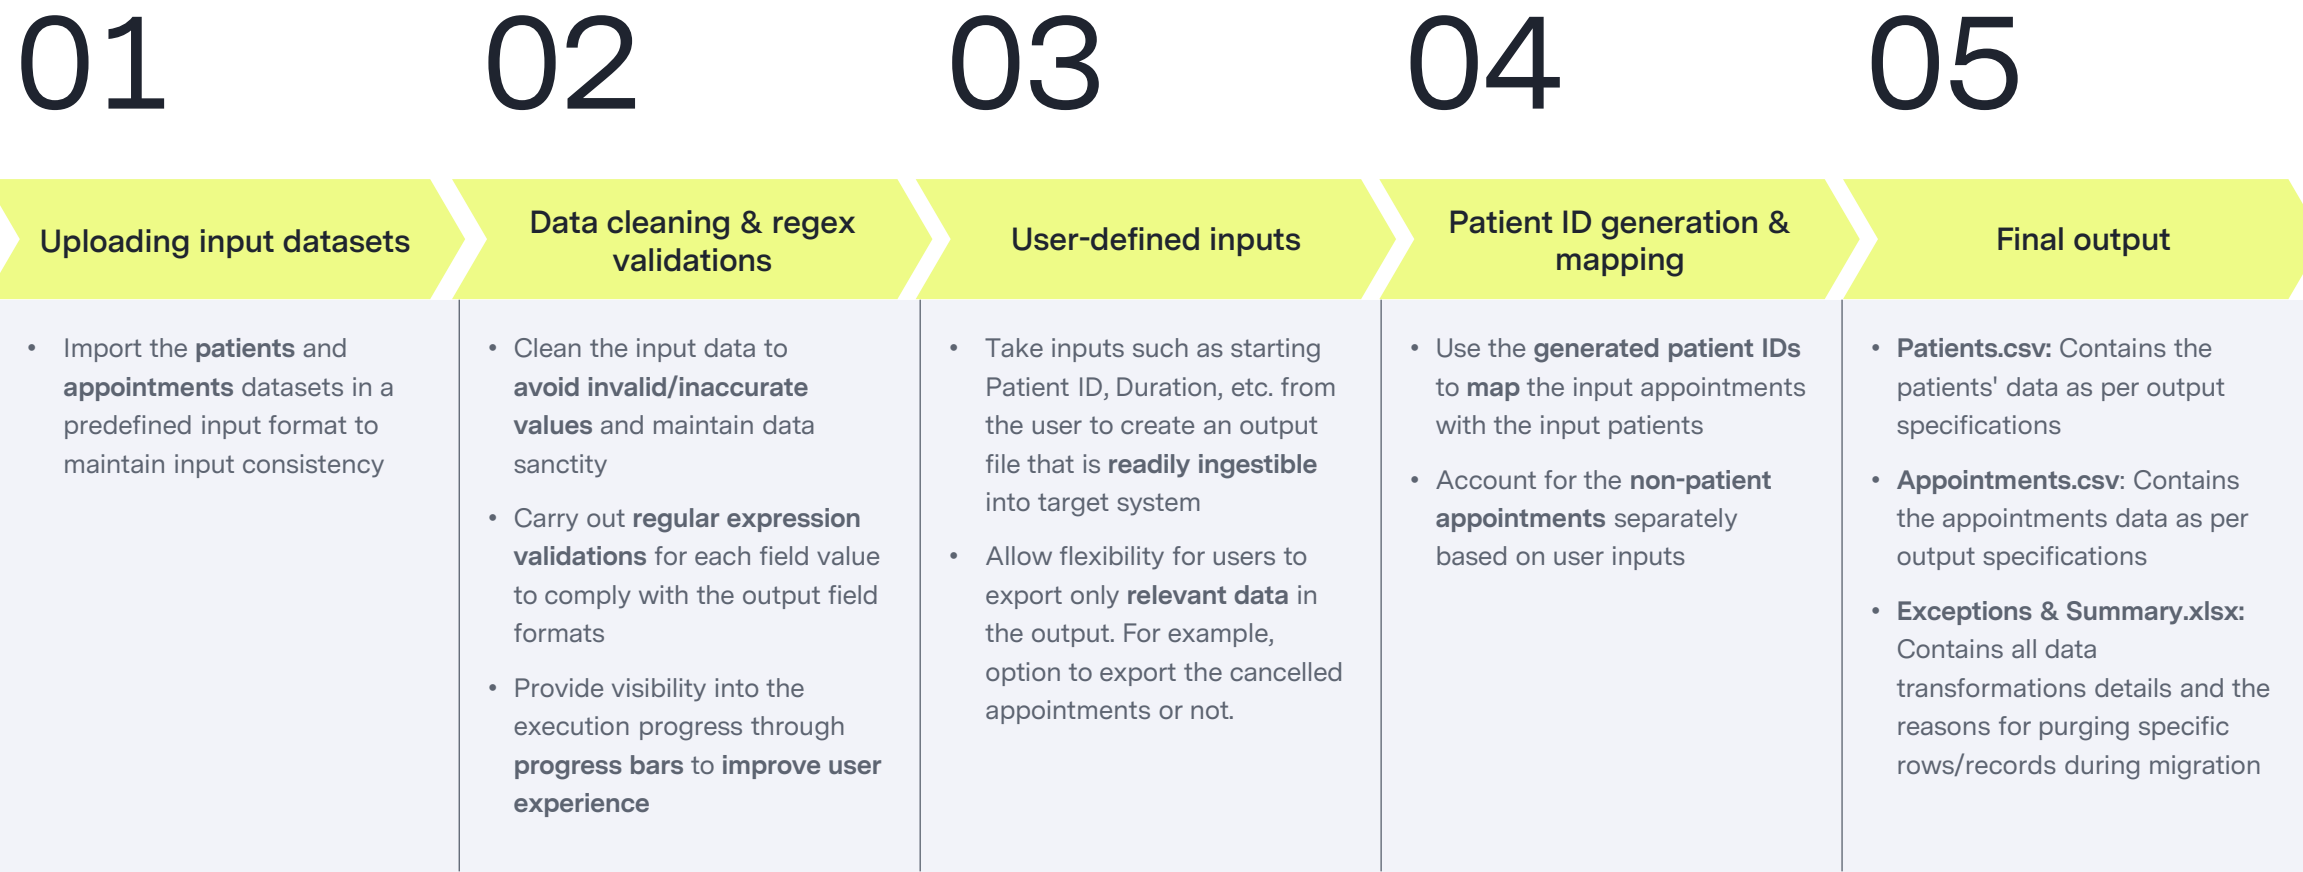 01
Uploading input datasets
• Import the patients and
appointments datasets in a
predefined input format to
maintain input consistency
02
Data cleaning & regex
validations
• Clean the input data to
avoid invalid/inaccurate
values and maintain data
sanctity
• Carry out regular expression
validations for each field value
to comply with the output field
formats
• Provide visibility into the
execution progress through
progress bars to improve user
experience
03
User-defined inputs
• Take inputs such as starting
Patient ID, Duration, etc. from
the user to create an output
file that is readily ingestible
into target system
• Allow flexibility for users to
export only relevant data in
the output. For example,
option to export the cancelled
appointments or not.
04
Patient ID generation &
mapping
• Use the generated patient IDs
to map the input appointments
with the input patients
• Account for the non-patient
appointments separately
based on user inputs
05
Final output
• Patients.csv: Contains the
patients' data as per output
specifications
• Appointments.csv: Contains
the appointments data as per
output specifications
• Exceptions & Summary.xlsx:
Contains all data
transformations details and the
reasons for purging specific
rows/records during migration